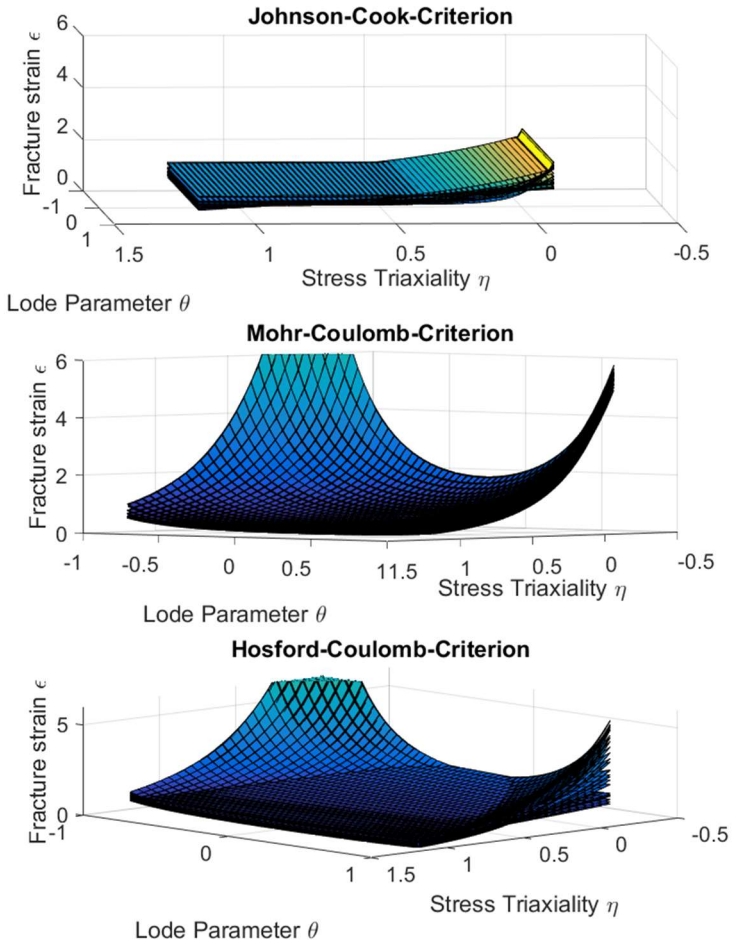 Johnson-Cook-Criterion
Fracture strain ϵ
6
4
2
0
-1
0
1
1.5
1
0.5
0
-0.5
Stress Triaxiality η
Lode Parameter θ
Mohr-Coulomb-Criterion
Fracture strain ϵ
6
4
2
0
-1
-0.5
0
0.5
11.5
1
0.5
0
-0.5
Stress Triaxiality η
Lode Parameter θ
Hosford-Coulomb-Criterion
Fracture strain ϵ
5
0
-1
0
1
1.5
1
0.5
0
-0.5
Stress Triaxiality η
Lode Parameter θ